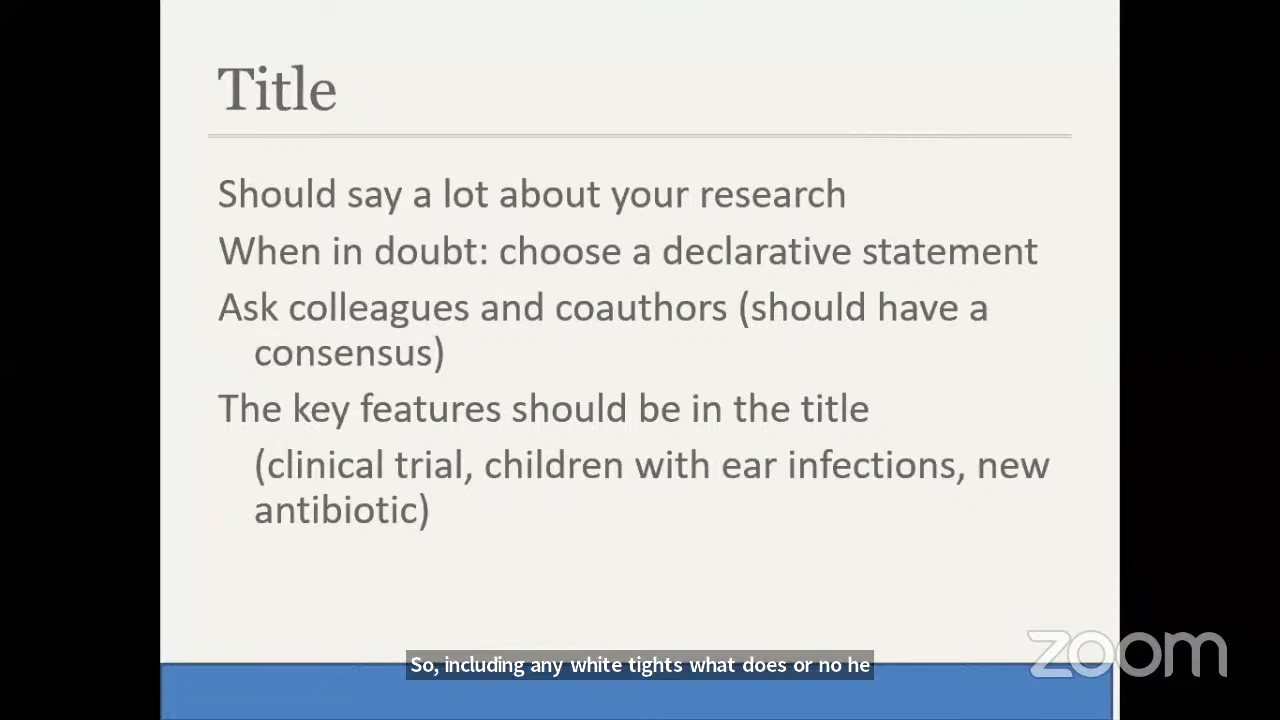 Title
Should say a lot about your research
When in doubt: choose a declarative statement
Ask colleagues and coauthors (should have a
consensus)
The key features should be in the title
(clinical trial, children with ear infections, new
antibiotic)
So, including any white tights what does or no he
zoom